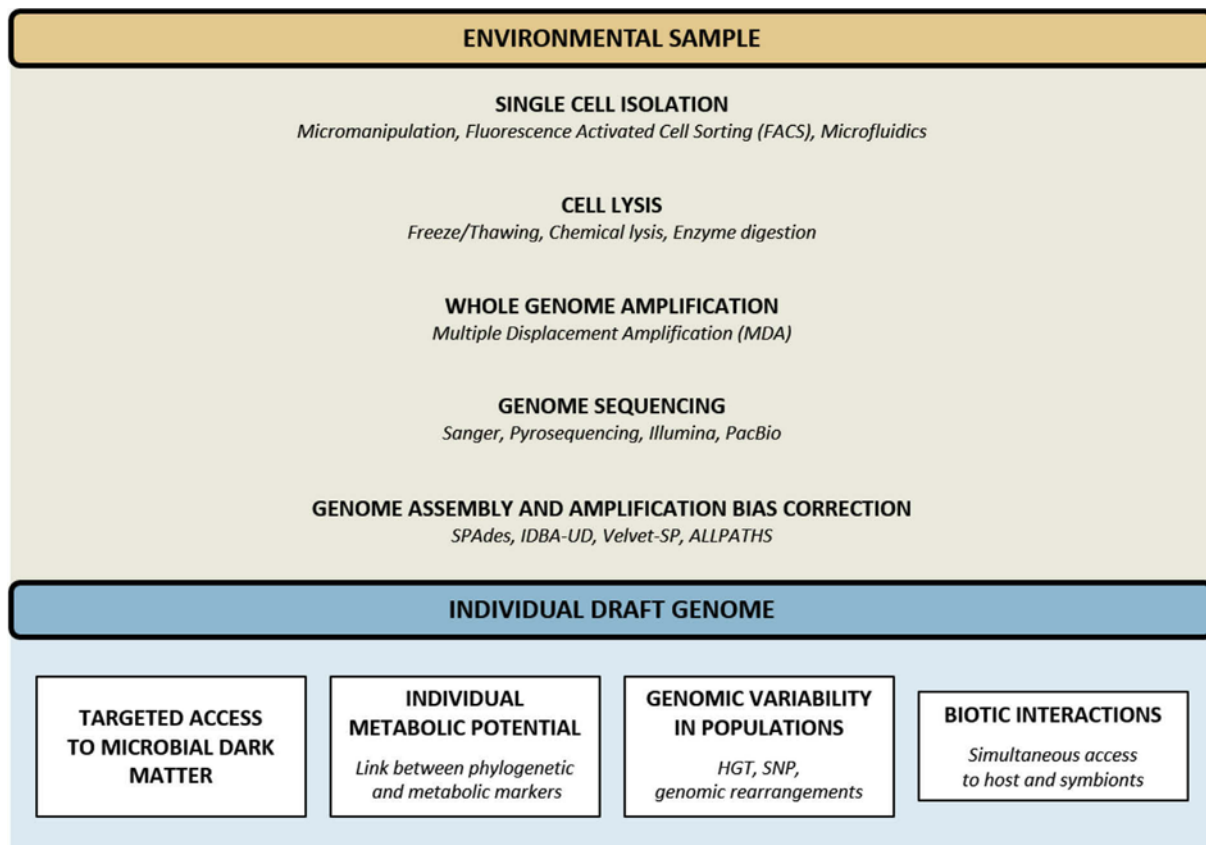 ENVIRONMENTAL SAMPLE
SINGLE CELL ISOLATION
Micromanipulation, Fluorescence Activated Cell Sorting (FACS), Microfluidics
CELL LYSIS
Freeze/Thawing, Chemical lysis, Enzyme digestion
WHOLE GENOME AMPLIFICATION
Multiple Displacement Amplification (MDA)
GENOME SEQUENCING
Sanger, Pyrosequencing, Illumina, PacBio
GENOME ASSEMBLY AND AMPLIFICATION BIAS CORRECTION
SPAdes, IDBA-UD, Velvet-SP, ALLPATHS
INDIVIDUAL DRAFT GENOME
TARGETED ACCESS
TO MICROBIAL DARK
MATTER
INDIVIDUAL
METABOLIC POTENTIAL
Link between phylogenetic
and metabolic markers
GENOMIC VARIABILITY
IN POPULATIONS
HGT, SNP,
genomic rearrangements
BIOTIC INTERACTIONS
Simultaneous access
to host and symbionts